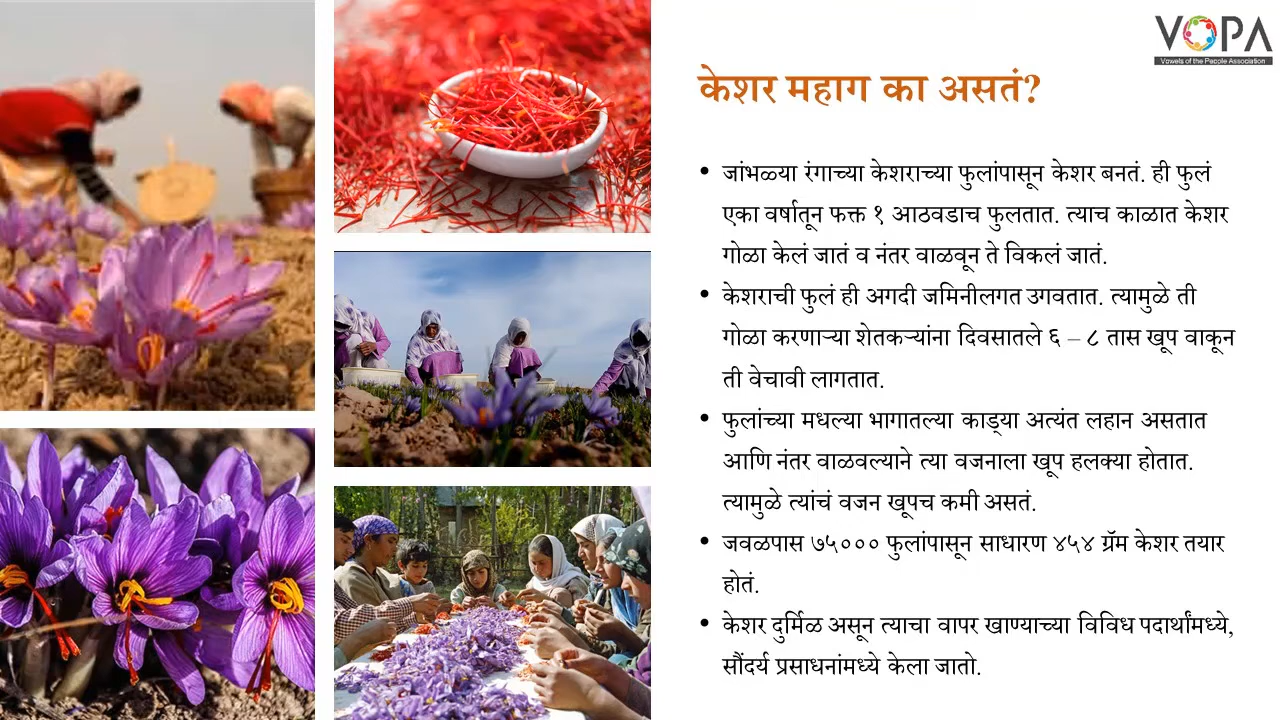 VOPA
Vowels of the People Association
केशर महाग का असतं?
• जांभळ्या रंगाच्या केशराच्या फुलांपासून केशर बनतं. ही फुलं
एका वर्षातून फक्त १ आठवडाच फुलतात. त्याच काळात केशर
गोळा केलं जातं व नंतर वाळवून ते विकलं जातं.
• केशराची फुलं ही अगदी जमिनीलगत उगवतात. त्यामुळे ती
गोळा करणाऱ्या शेतकऱ्यांना दिवसातले ६ – ८ तास खूप वाकून
ती वेचावी लागतात.
• फुलांच्या मधल्या भागातल्या काड्या अत्यंत लहान असतात
आणि नंतर वाळवल्याने त्या वजनाला खूप हलक्या होतात.
त्यामुळे त्यांचं वजन खूपच कमी असतं.
• जवळपास ७५००० फुलांपासून साधारण ४५४ ग्रॅम केशर तयार
होतं.
• केशर दुर्मिळ असून त्याचा वापर खाण्याच्या विविध पदार्थांमध्ये,
सौंदर्य प्रसाधनांमध्ये केला जातो.